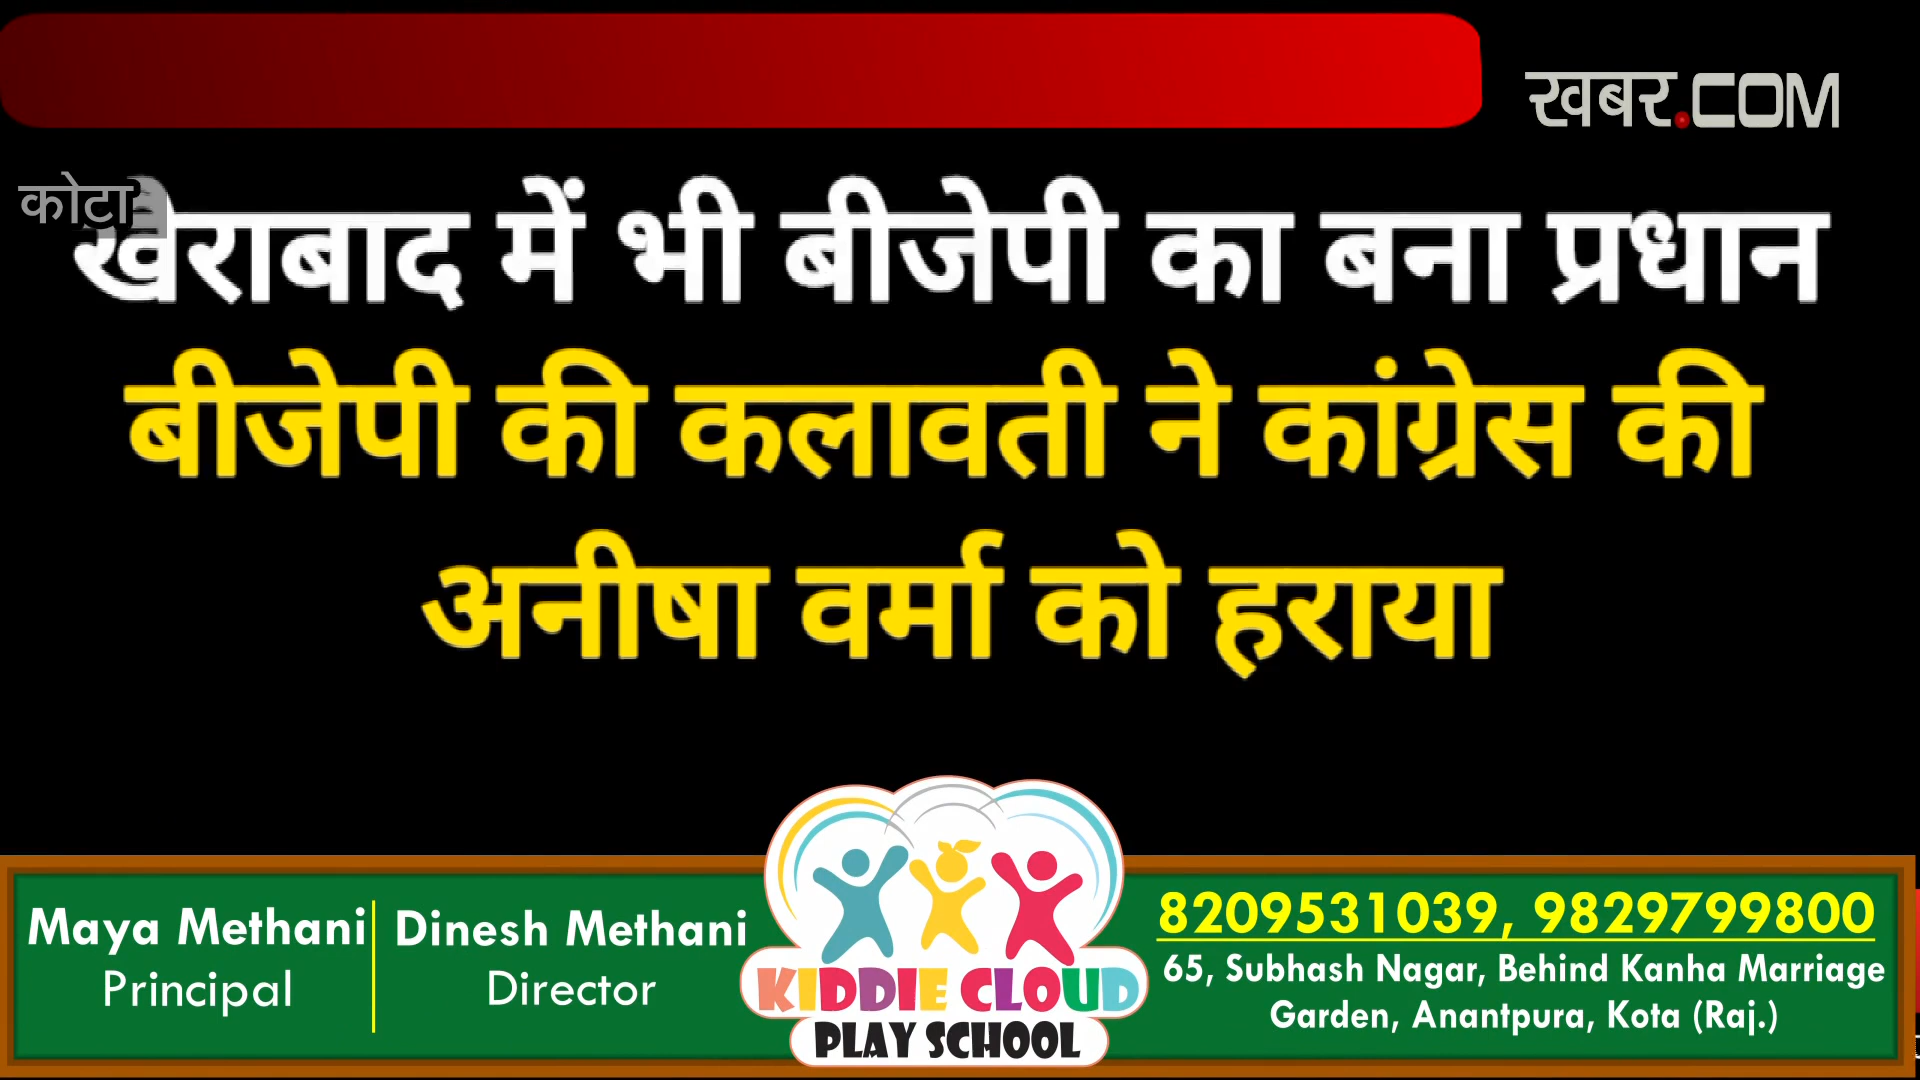 खबर.COM
कोटा
खैराबाद में भी बीजेपी का बना प्रधान
बीजेपी की कलावती ने कांग्रेस की
अनीषा वर्मा को हराया
Maya Methani
Principal
Dinesh Methani
Director
KIDDIE CLOUD
PLAY SCHOOL
8209531039, 9829799800
65, Subhash Nagar, Behind Kanha Marriage
Garden, Anantpura, Kota (Raj.)